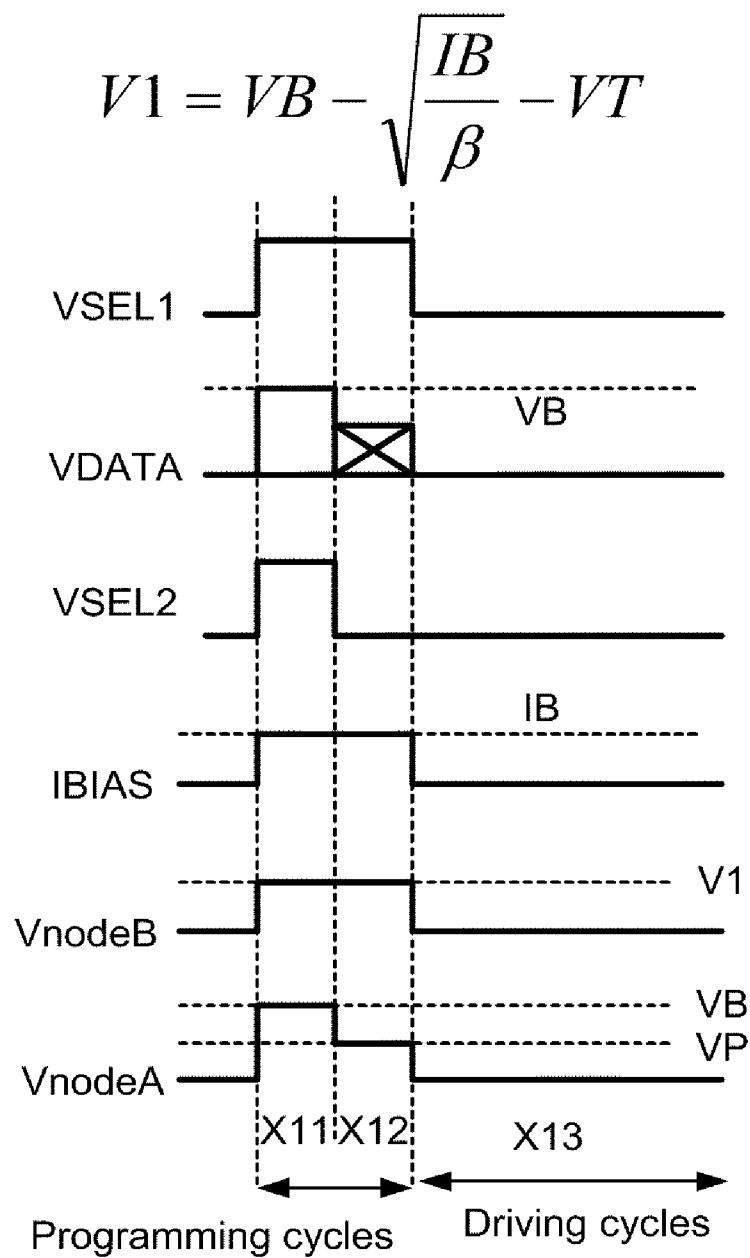 V1 = VB - √(IB/β) - VT
VSEL1
VB
VDATA
VSEL2
IB
IBIAS
V1
VnodeB
VB
VP
VnodeA
X11 X12 X13
Programming cycles Driving cycles